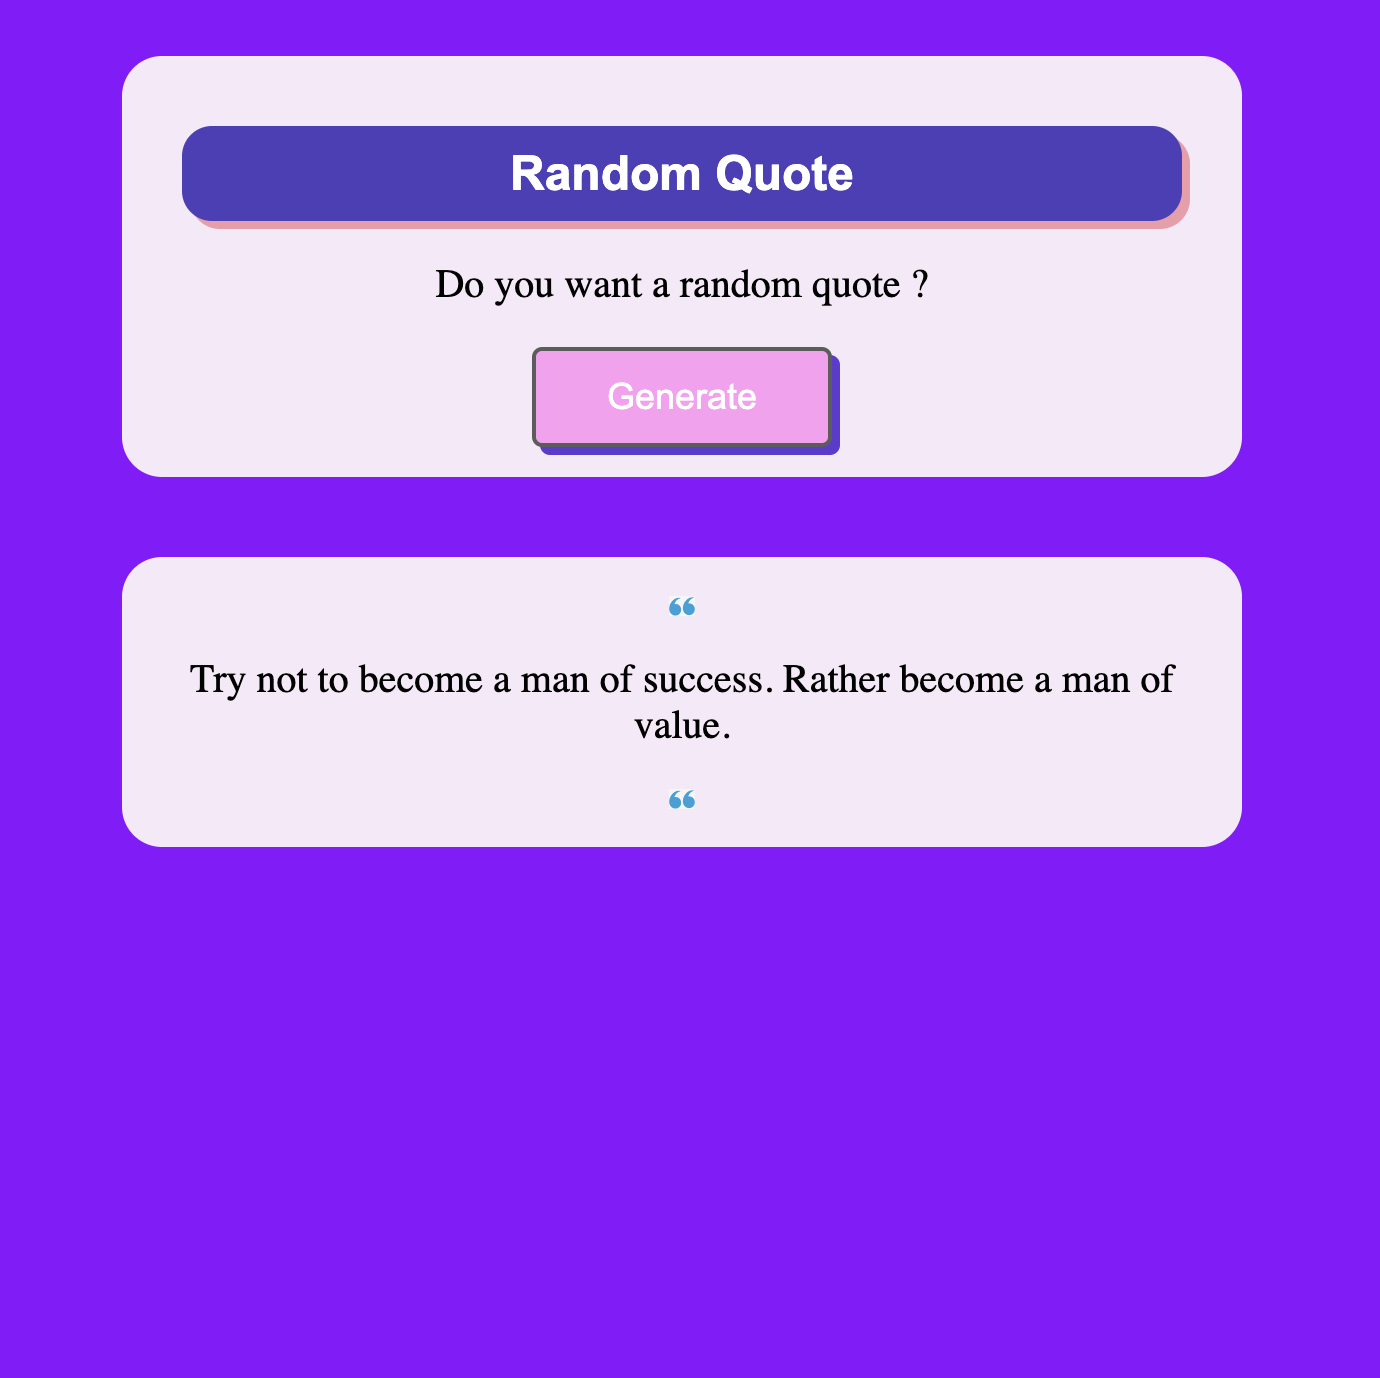 Random Quote
Do you want a random quote ?
Generate
“
Try not to become a man of success. Rather become a man of
value.
“